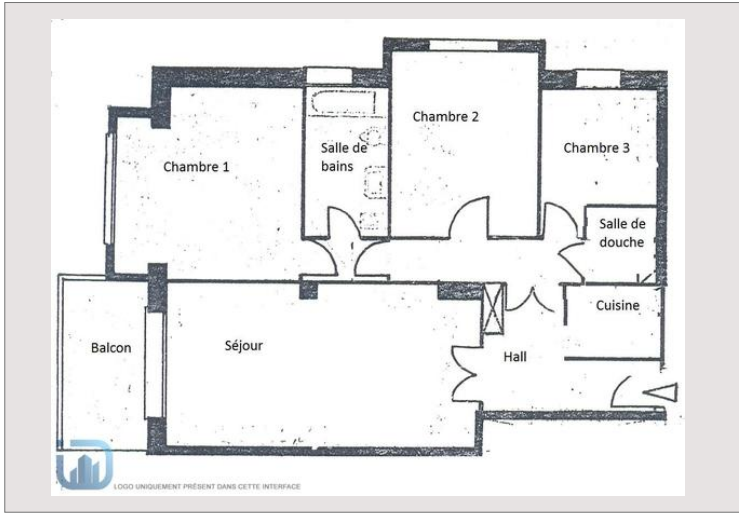 Chambre 2
Salle de
bains
Chambre 3
Chambre 1
Salle de
douche
Cuisine
Balcon
Séjour
Hall
LOGO UNIQUEMENT PRÉSENT DANS CETTE INTERFACE